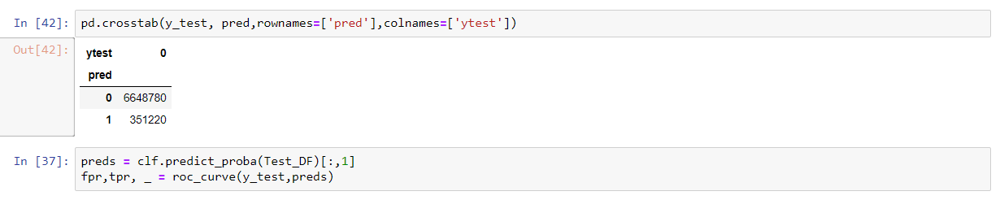 In [42]: pd.crosstab(y_test, pred,rownames=['pred'],colnames=['ytest'])
Out[42]:
ytest 0
pred
0 6648780
1 351220
In [37]: preds = clf.predict_proba(Test_DF)[:,1]
fpr,tpr, _ = roc_curve(y_test,preds)